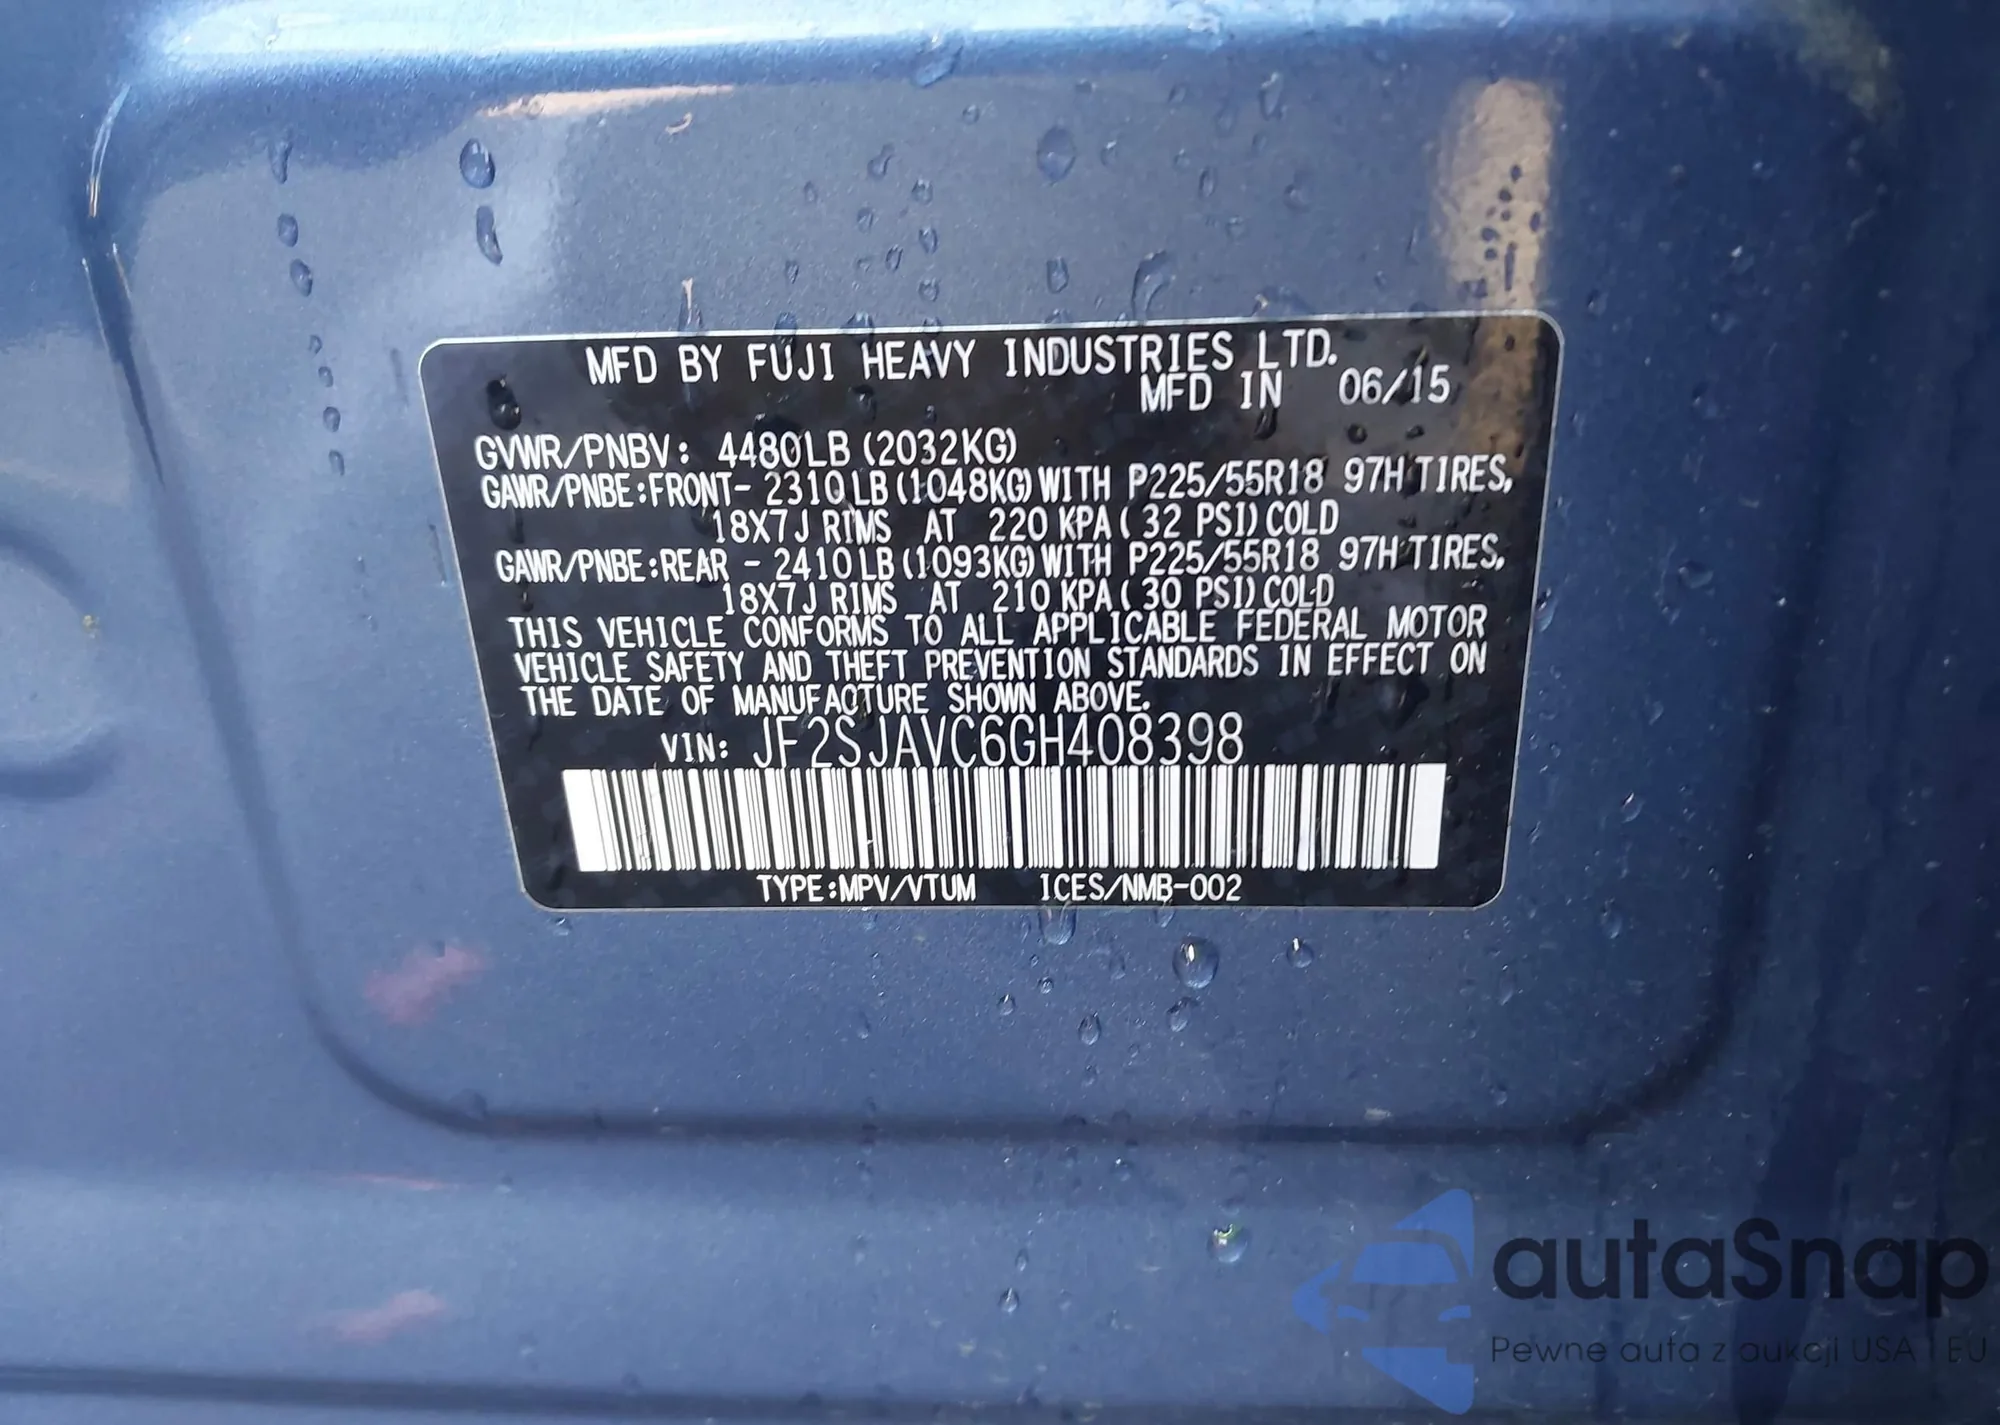 MFD BY FUJI HEAVY INDUSTRIES LTD.
MFD IN 06/15
GVWR/PNBV: 4480LB (2032KG)
GAWR/PNBE:FRONT- 2310LB (1048KG) WITH P225/55R18 97H TIRES,
18X7J RIMS AT 220 KPA ( 32 PSI) COLD
GAWR/PNBE:REAR - 2410LB (1093KG) WITH P225/55R18 97H TIRES,
18X7J RIMS AT 210 KPA ( 30 PSI) COLD
THIS VEHICLE CONFORMS TO ALL APPLICABLE FEDERAL MOTOR
VEHICLE SAFETY AND THEFT PREVENTION STANDARDS IN EFFECT ON
THE DATE OF MANUFACTURE SHOWN ABOVE.
VIN: JF2SJAVC6GH408398
TYPE:MPV/VTUM ICES/NMB-002
autaSnap
Pewne auta z aukcji USA i EU